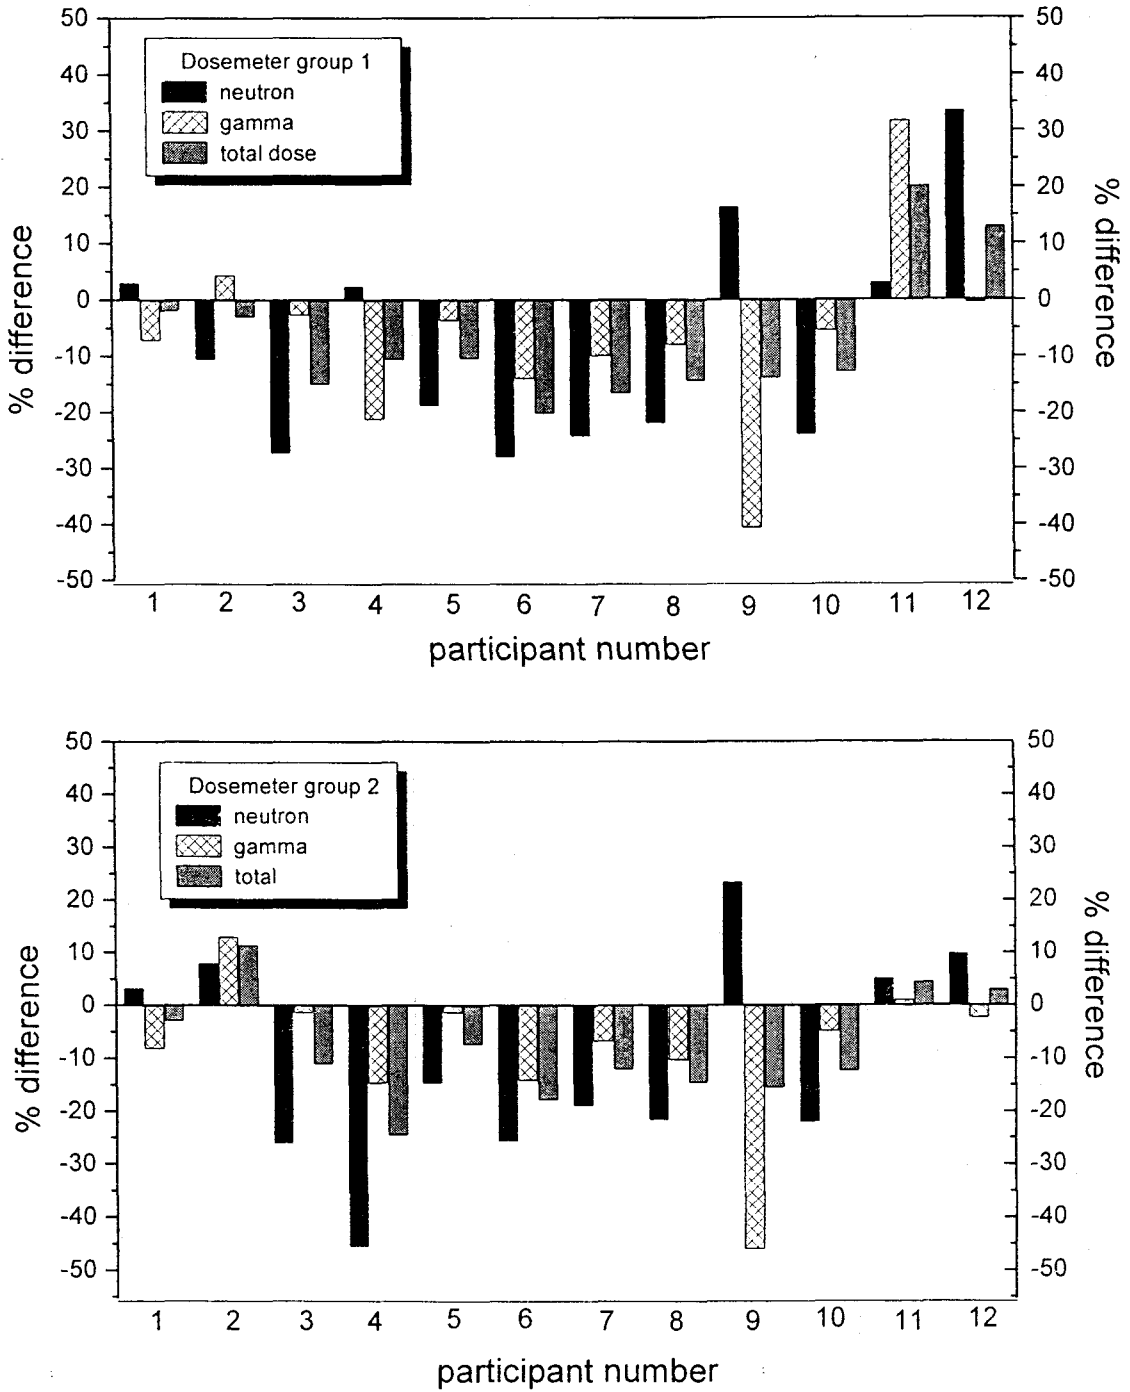 50
40
30
20
10
0
-10
-20
-30
-40
-50
% difference
Dosemeter group 1
neutron
gamma
total dose
50
40
30
20
10
0
-10
-20
-30
-40
-50
% difference
1 2 3 4 5 6 7 8 9 10 11 12
participant number
50
40
30
20
10
0
-10
-20
-30
-40
-50
% difference
Dosemeter group 2
neutron
gamma
total
50
40
30
20
10
0
-10
-20
-30
-40
-50
% difference
1 2 3 4 5 6 7 8 9 10 11 12
participant number